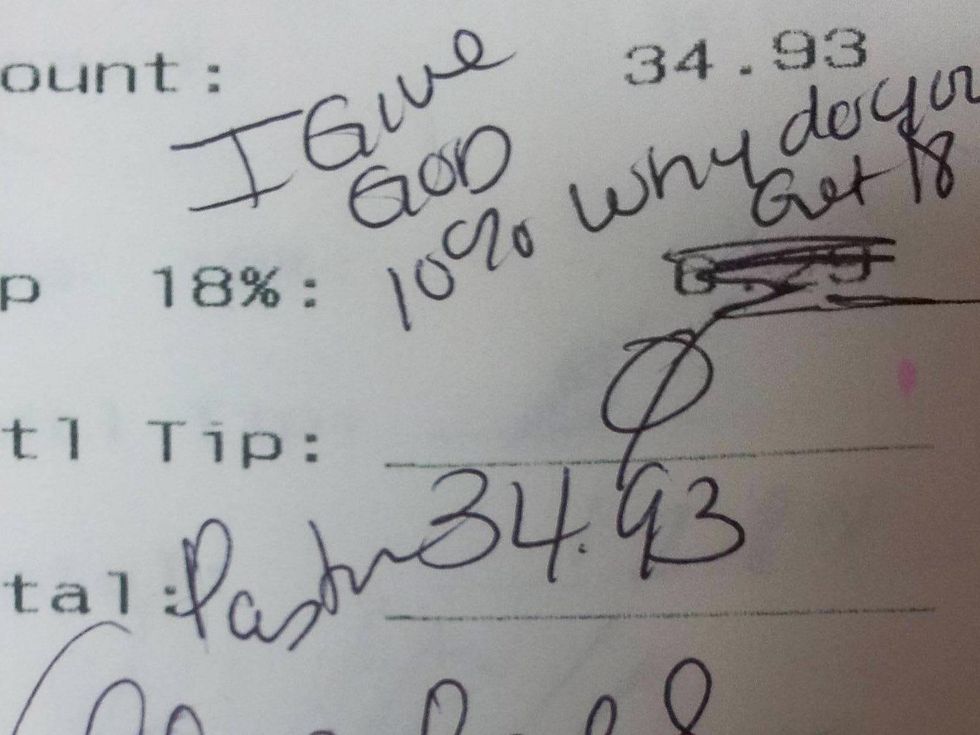 ount: 34.93
I Give
God
10% why do you
Get 18
p 18%:
tl Tip:
34.93
tal: Pastor